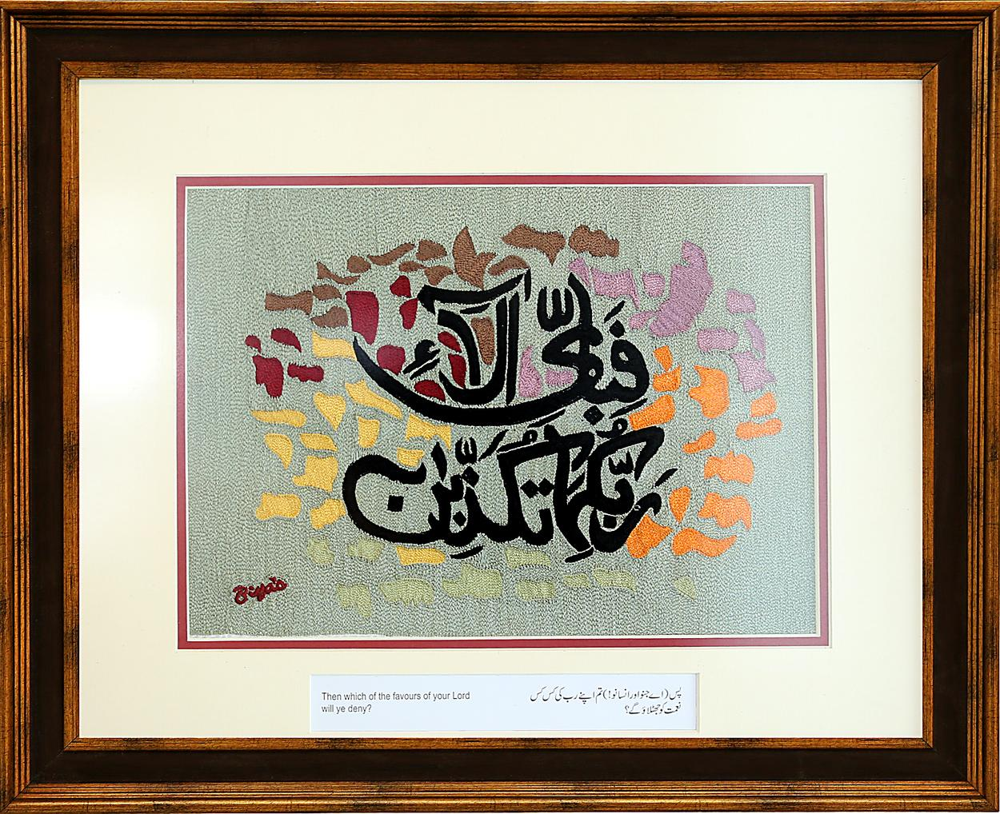 فَبِأَيِّ آلَاءِ
رَبِّكُمَا تُكَذِّبَانِ
Ziya's
Then which of the favours of your Lord
will ye deny?
پس (اے جنو اور انسانو!) تم اپنے رب کی کس کس
نعمت کو جھٹلاؤ گے؟